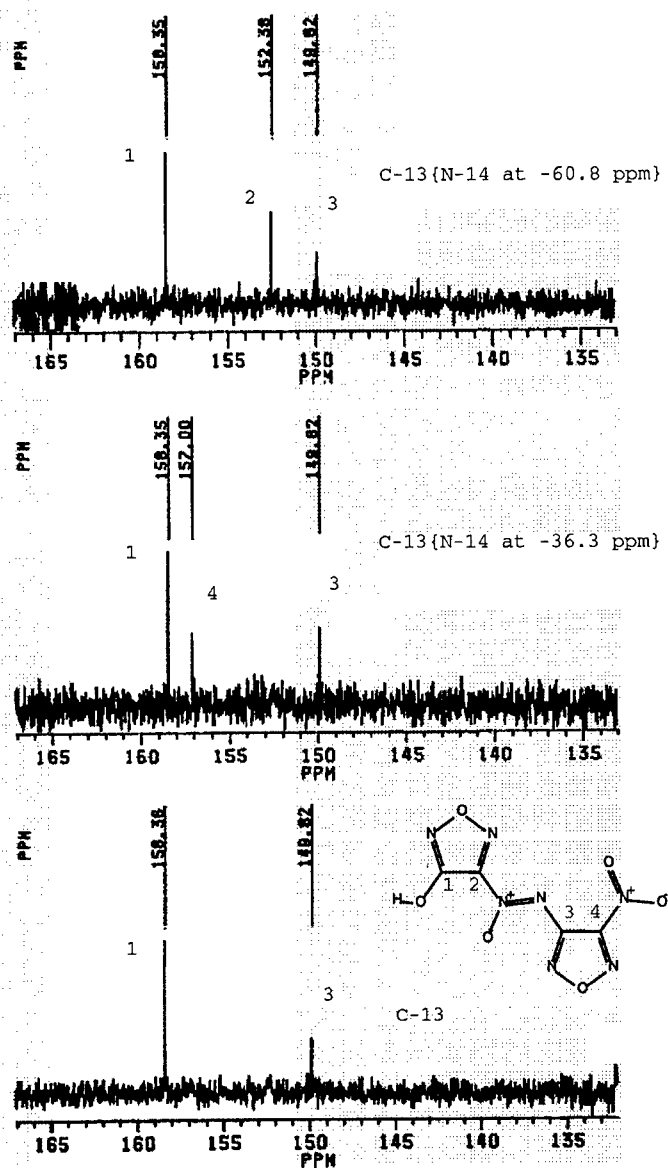 PPM
158.35
152.38
149.82
1
2
3
C-13{N-14 at -60.8 ppm}
165 160 155 150 145 140 135
PPM
PPM
158.35
157.00
149.82
C-13{N-14 at -36.3 ppm}
1
4
3
165 160 155 150 145 140 135
PPM
PPM
158.36
149.82
O
N N
O
1 2
N+
O-
H-O
N+ N
1
O-
3 4
N N
O
3
C-13
165 160 155 150 145 140 135
PPM